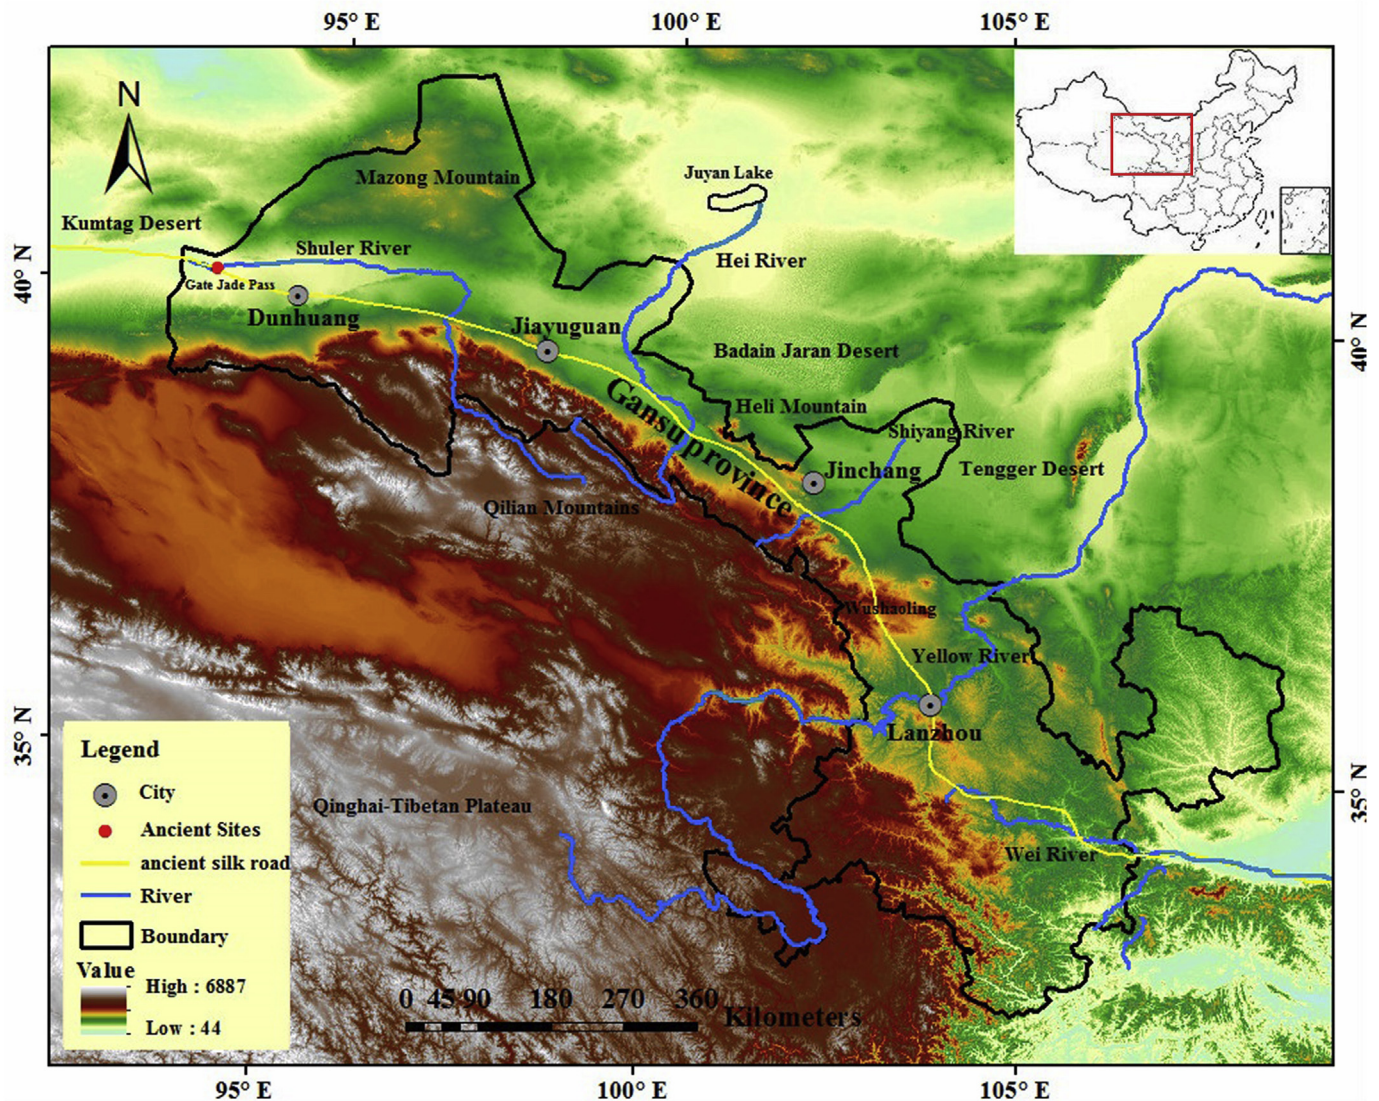 95° E
100° E
105° E
N
Juyan Lake
Mazong Mountain
Kumtag Desert
Shuler River
Hei River
40° N
Gate Jade Pass
Dunhuang
Jiayuguan
40° N
Badain Jaran Desert
Gansu province
Heli Mountain
Shiyang River
Jinchang
Tengger Desert
Qilian Mountains
Wushaoling
Yellow River
35° N
Lanzhou
35° N
Qinghai-Tibetan Plateau
Wei River
Legend
City
Ancient Sites
ancient silk road
River
Boundary
Value
High : 6887
Low : 44
0 45 90 180 270 360
Kilometers
95° E
100° E
105° E